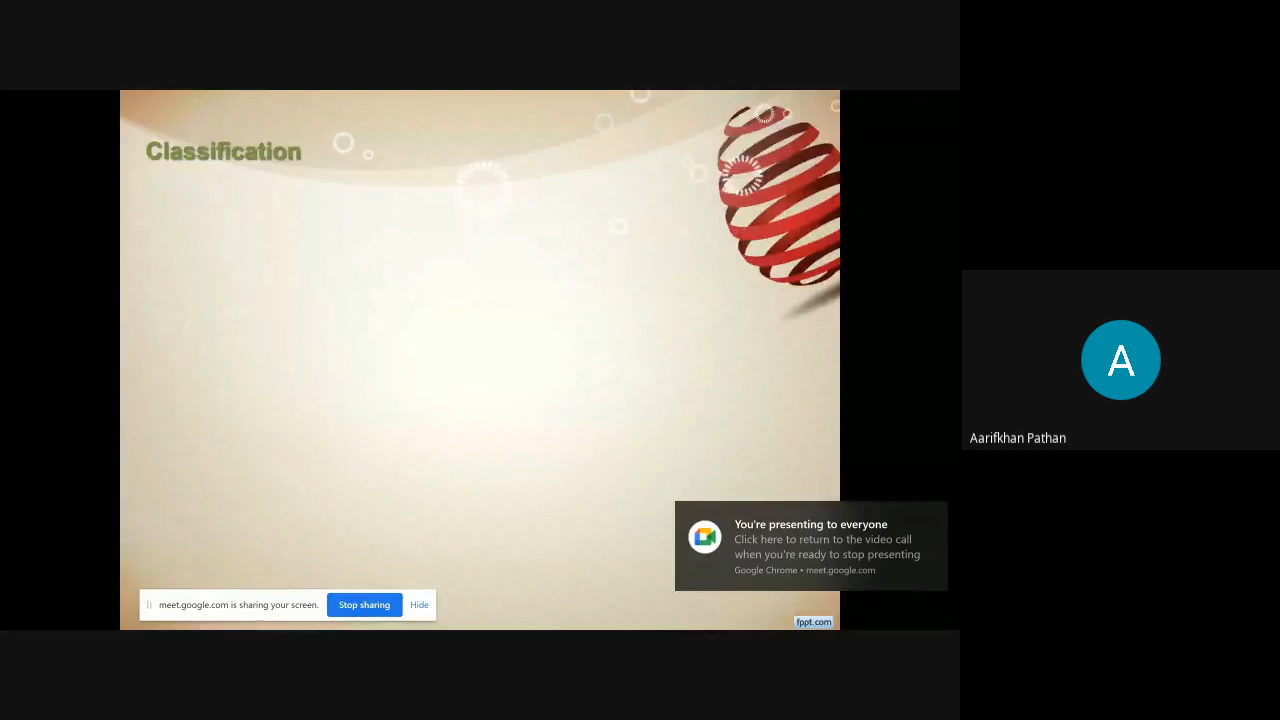 Classification
A
Aarifkhan Pathan
You're presenting to everyone
Click here to return to the video call
when you're ready to stop presenting
Google Chrome • meet.google.com
meet.google.com is sharing your screen.
Stop sharing
Hide
fppt.com